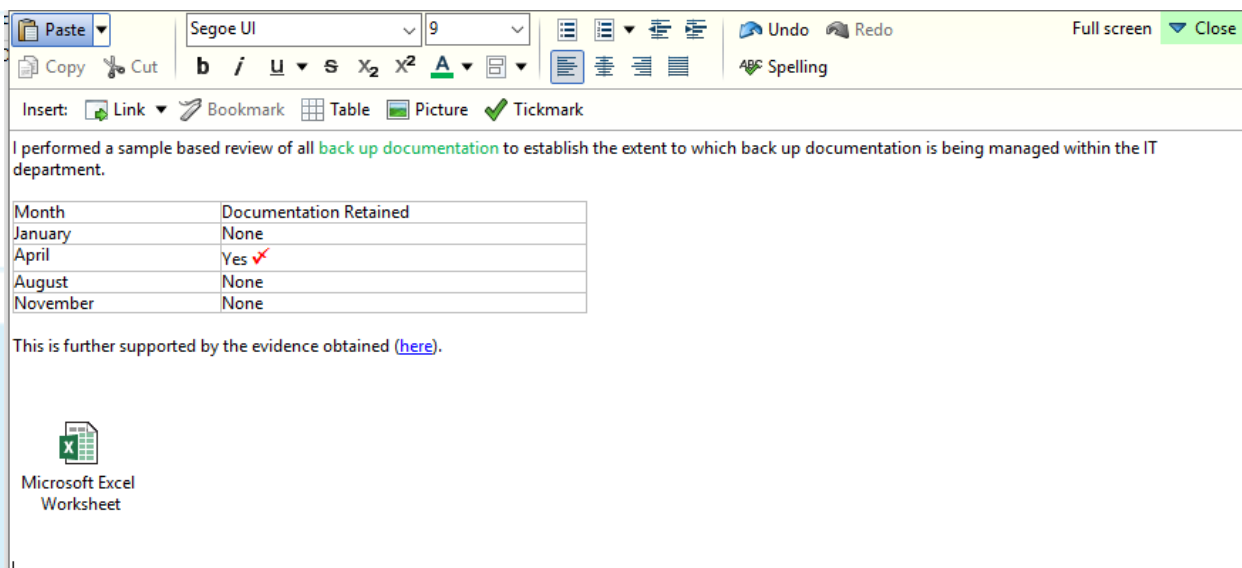 Paste Segoe UI 9 Undo Redo Full screen Close
Copy Cut b i U S X2 X² A ABC Spelling
Insert: Link Bookmark Table Picture Tickmark
I performed a sample based review of all back up documentation to establish the extent to which back up documentation is being managed within the IT
department.
Month Documentation Retained
January None
April Yes
August None
November None
This is further supported by the evidence obtained (here).
Microsoft Excel
Worksheet